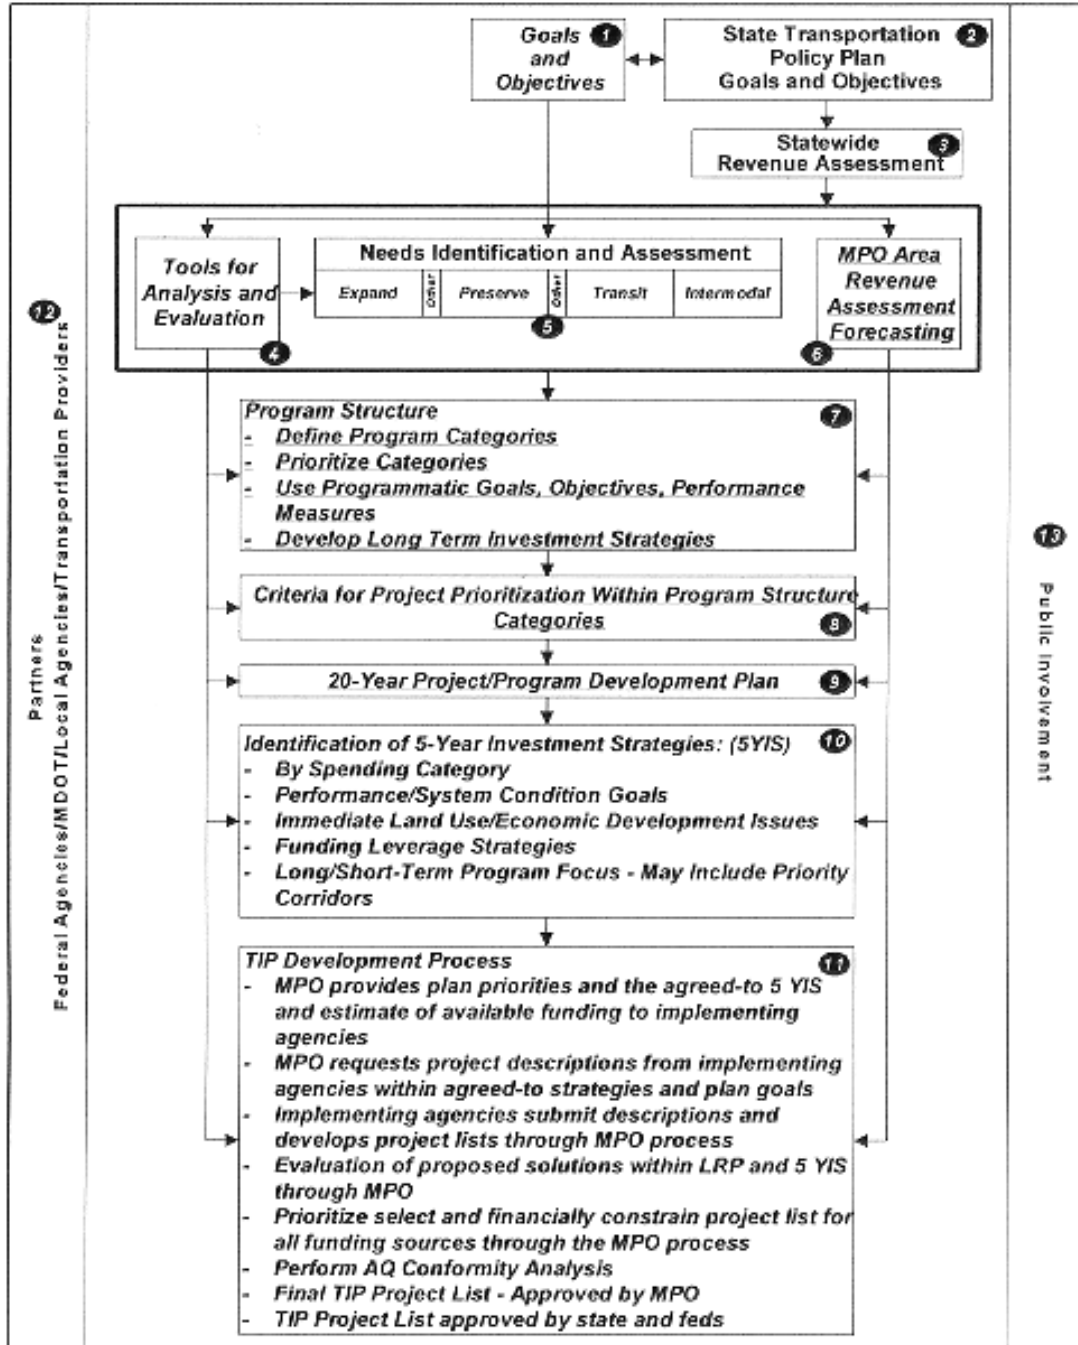 Goals 1
and
Objectives
State Transportation 2
Policy Plan
Goals and Objectives
Statewide 3
Revenue Assessment
Tools for
Analysis and
Evaluation
4
Needs Identification and Assessment
Expand Other Preserve Other Transit Intermodal
5
MPO Area
Revenue
Assessment
Forecasting
6
Program Structure 7
- Define Program Categories
- Prioritize Categories
- Use Programmatic Goals, Objectives, Performance
Measures
- Develop Long Term Investment Strategies
Criteria for Project Prioritization Within Program Structure
Categories 8
20-Year Project/Program Development Plan 9
Identification of 5-Year Investment Strategies: (5YIS) 10
- By Spending Category
- Performance/System Condition Goals
- Immediate Land Use/Economic Development Issues
- Funding Leverage Strategies
- Long/Short-Term Program Focus - May Include Priority
Corridors
TIP Development Process 11
- MPO provides plan priorities and the agreed-to 5 YIS
and estimate of available funding to implementing
agencies
- MPO requests project descriptions from implementing
agencies within agreed-to strategies and plan goals
- Implementing agencies submit descriptions and
develops project lists through MPO process
- Evaluation of proposed solutions within LRP and 5 YIS
through MPO
- Prioritize select and financially constrain project list for
all funding sources through the MPO process
- Perform AQ Conformity Analysis
- Final TIP Project List - Approved by MPO
- TIP Project List approved by state and feds
12
Partners
Federal Agencies/MDOT/Local Agencies/Transportation Providers
13
Public Involvement